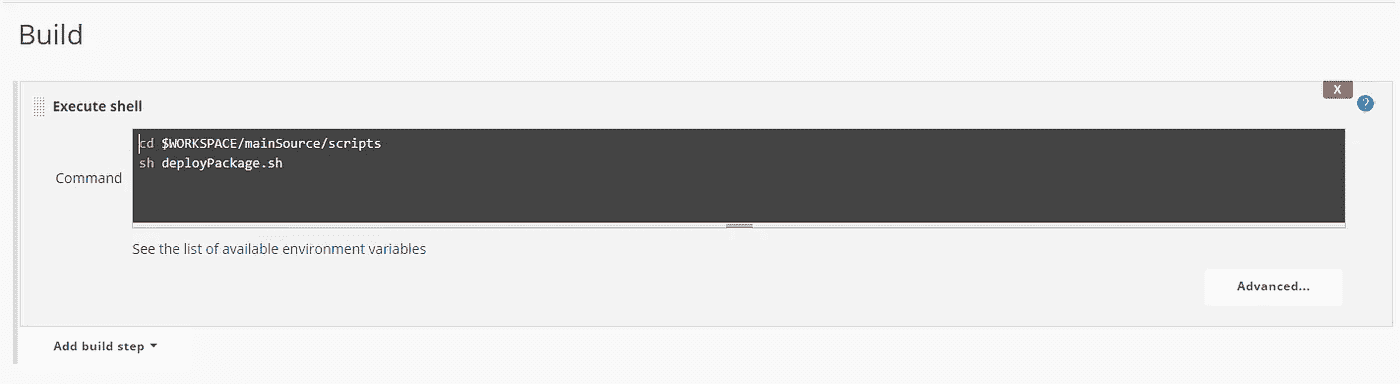 Build
X
Execute shell
?
cd $WORKSPACE/mainSource/scripts
sh deployPackage.sh
Command
See the list of available environment variables
Advanced...
Add build step